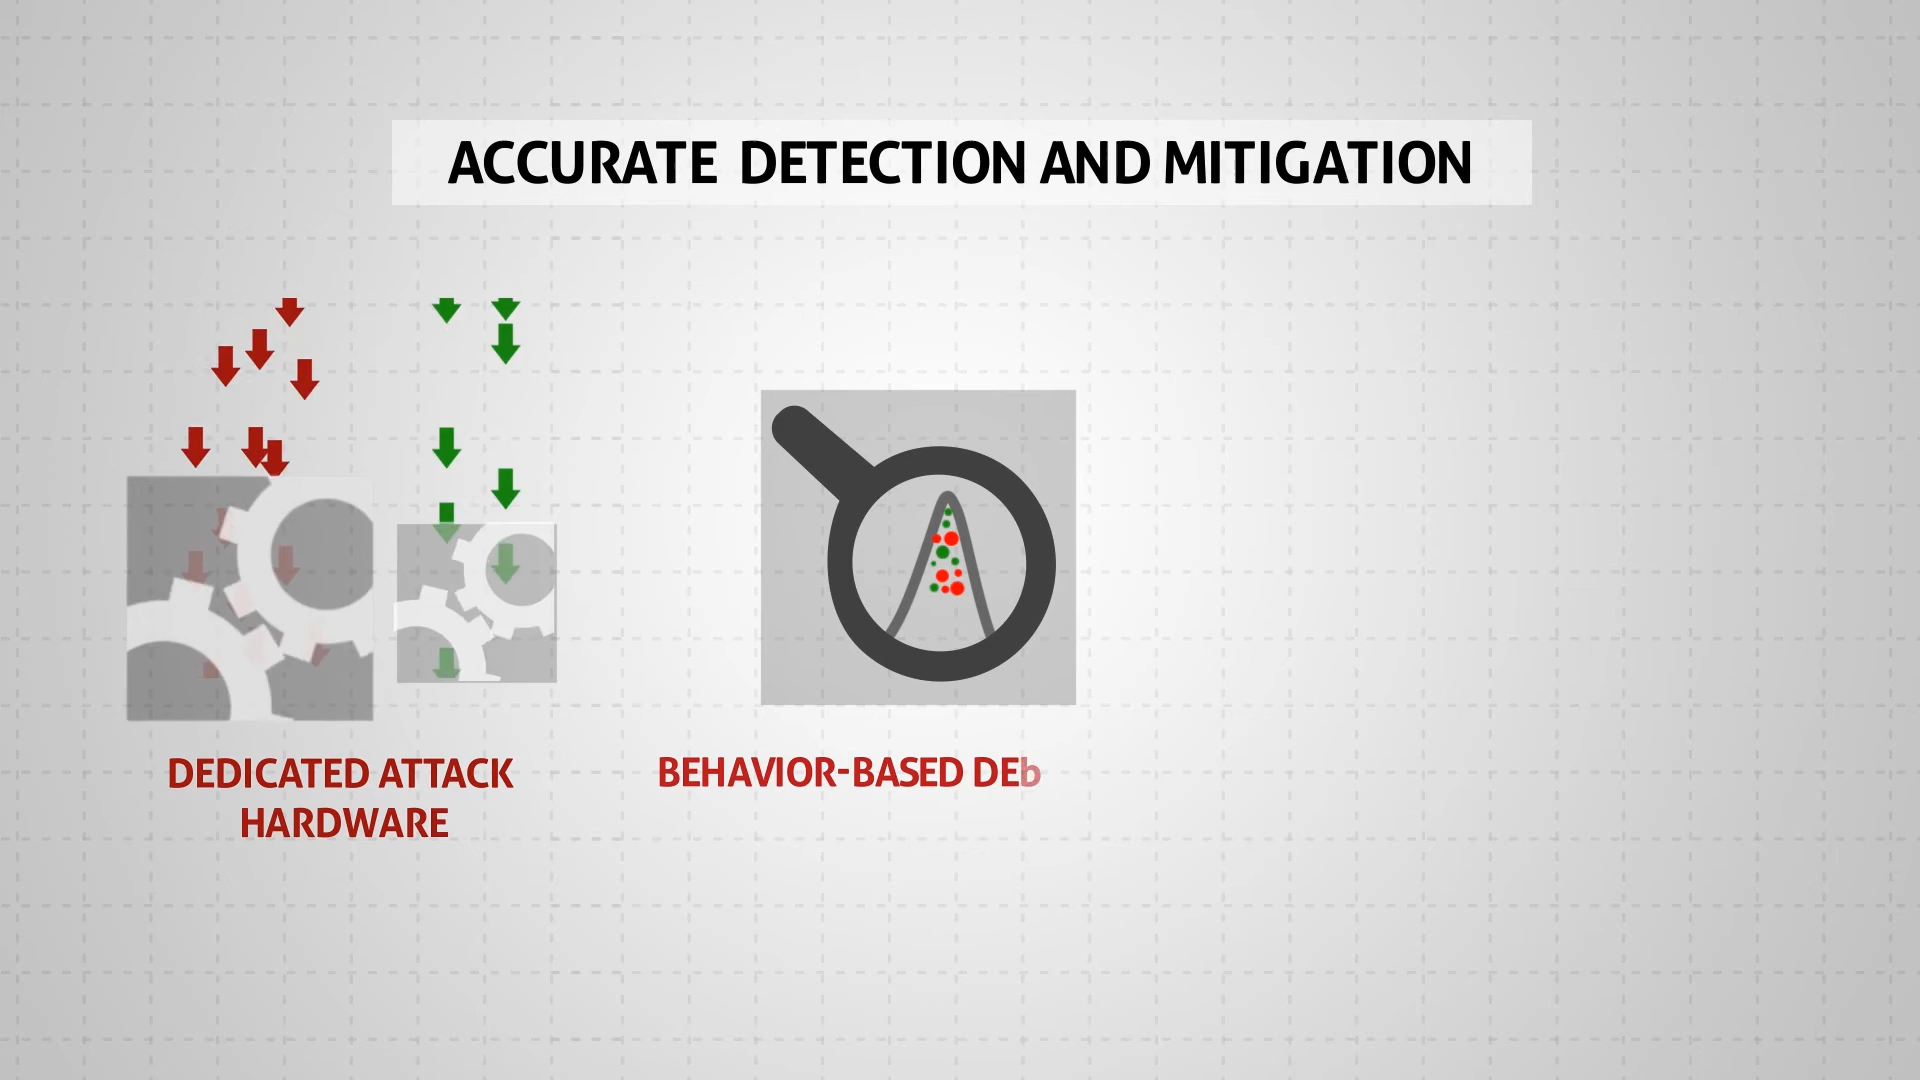 ACCURATE DETECTION AND MITIGATION
DEDICATED ATTACK
HARDWARE
BEHAVIOR-BASED DEb